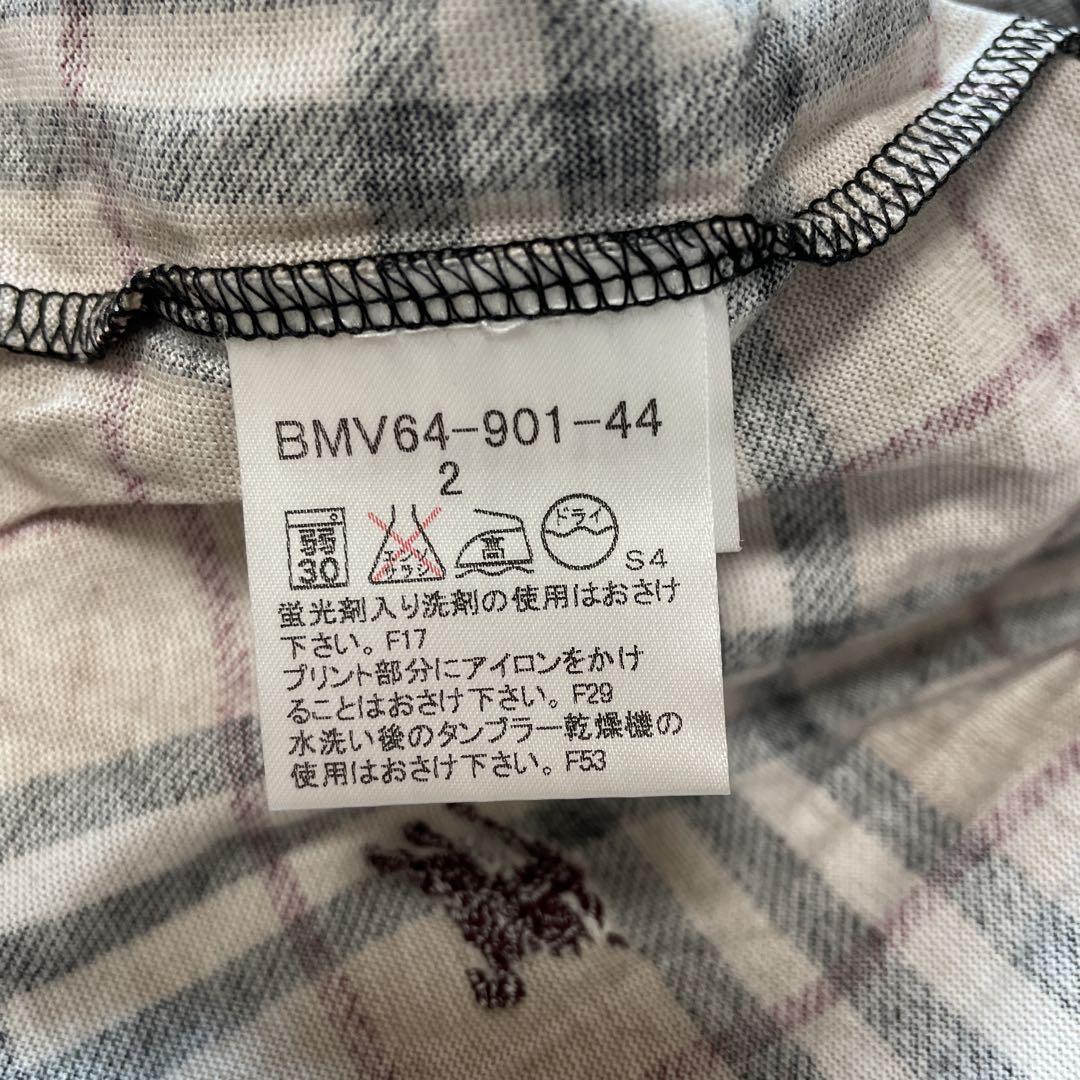 BMV64-901-44
2
弱 30 エンソ サラシ 高 ドライ S4
蛍光剤入り洗剤の使用はおさけ
下さい。F17
プリント部分にアイロンをかけ
ることはおさけ下さい。F29
水洗い後のタンブラー乾燥機の
使用はおさけ下さい。F53